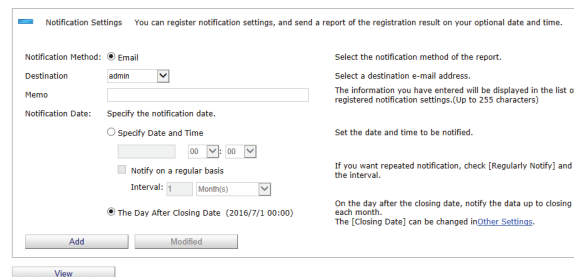 Notification Settings You can register notification settings, and send a report of the registration result on your optional date and time.
Notification Method: Email Select the notification method of the report.
Destination admin Select a destination e-mail address.
Memo The information you have entered will be displayed in the list o
registered notification settings.(Up to 255 characters)
Notification Date: Specify the notification date.
Specify Date and Time Set the date and time to be notified.
00 : 00
Notify on a regular basis If you want repeated notification, check [Regularly Notify] and
the interval.
Interval: 1 Month(s)
The Day After Closing Date (2016/7/1 00:00) On the day after the closing date, notify the data up to closing
each month.
The [Closing Date] can be changed inOther Settings.
Add Modified
View